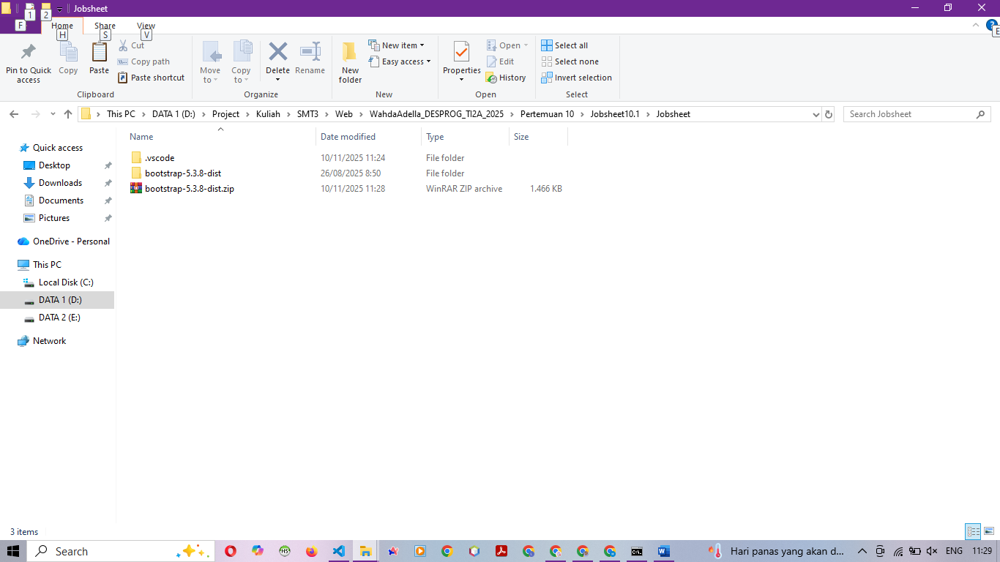 Jobsheet
1 2
F Home Share View
H S V E
Pin to Quick access
Copy
Paste
Cut
Copy path
Paste shortcut
Clipboard
Move to
Copy to
Delete
Rename
Organize
New folder
New item
Easy access
New
Properties
Open
Edit
History
Open
Select all
Select none
Invert selection
Select
This PC > DATA 1 (D:) > Project > Kuliah > SMT3 > Web > WahdaAdella_DESPROG_TI2A_2025 > Pertemuan 10 > Jobsheet10.1 > Jobsheet
Search Jobsheet
Quick access
Desktop
Downloads
Documents
Pictures
OneDrive - Personal
This PC
Local Disk (C:)
DATA 1 (D:)
DATA 2 (E:)
Network
Name Date modified Type Size
.vscode 10/11/2025 11:24 File folder
bootstrap-5.3.8-dist 26/08/2025 8:50 File folder
bootstrap-5.3.8-dist.zip 10/11/2025 11:28 WinRAR ZIP archive 1.466 KB
3 items
Search
Hari panas yang akan d...
ENG
11:29